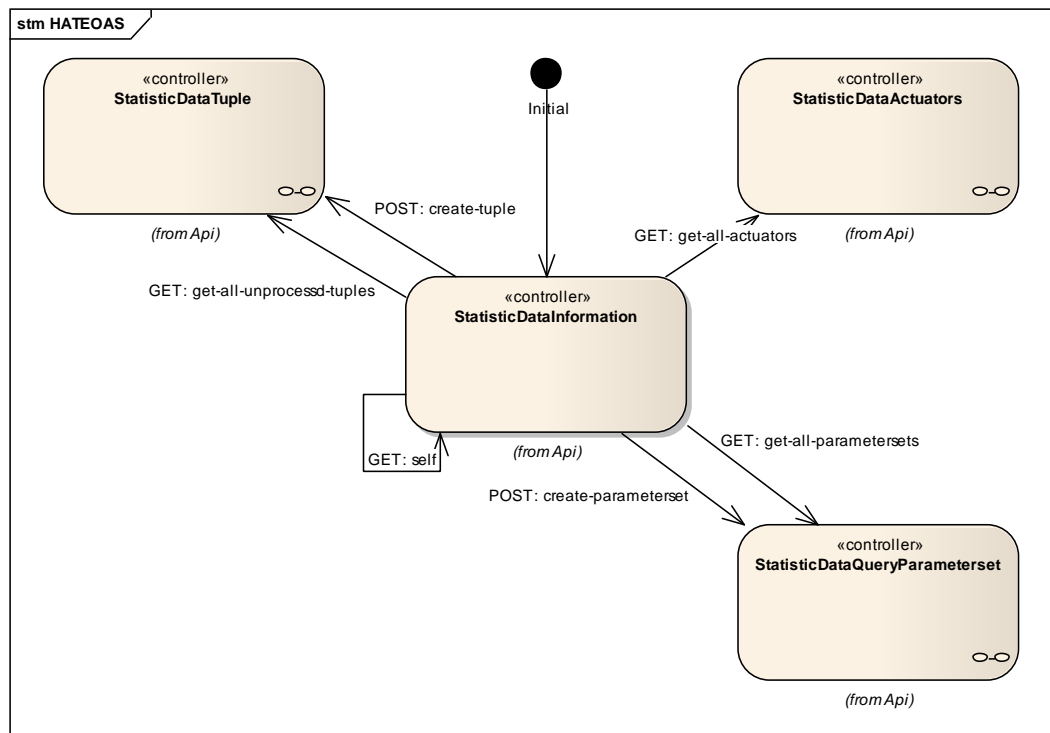 stm HATEOAS
«controller»
StatisticDataTuple
(from Api)
Initial
«controller»
StatisticDataActuators
(from Api)
POST: create-tuple
GET: get-all-actuators
GET: get-all-unprocessd-tuples
«controller»
StatisticDataInformation
(from Api)
GET: self
GET: get-all-parametersets
POST: create-parameterset
«controller»
StatisticDataQueryParameterset
(from Api)